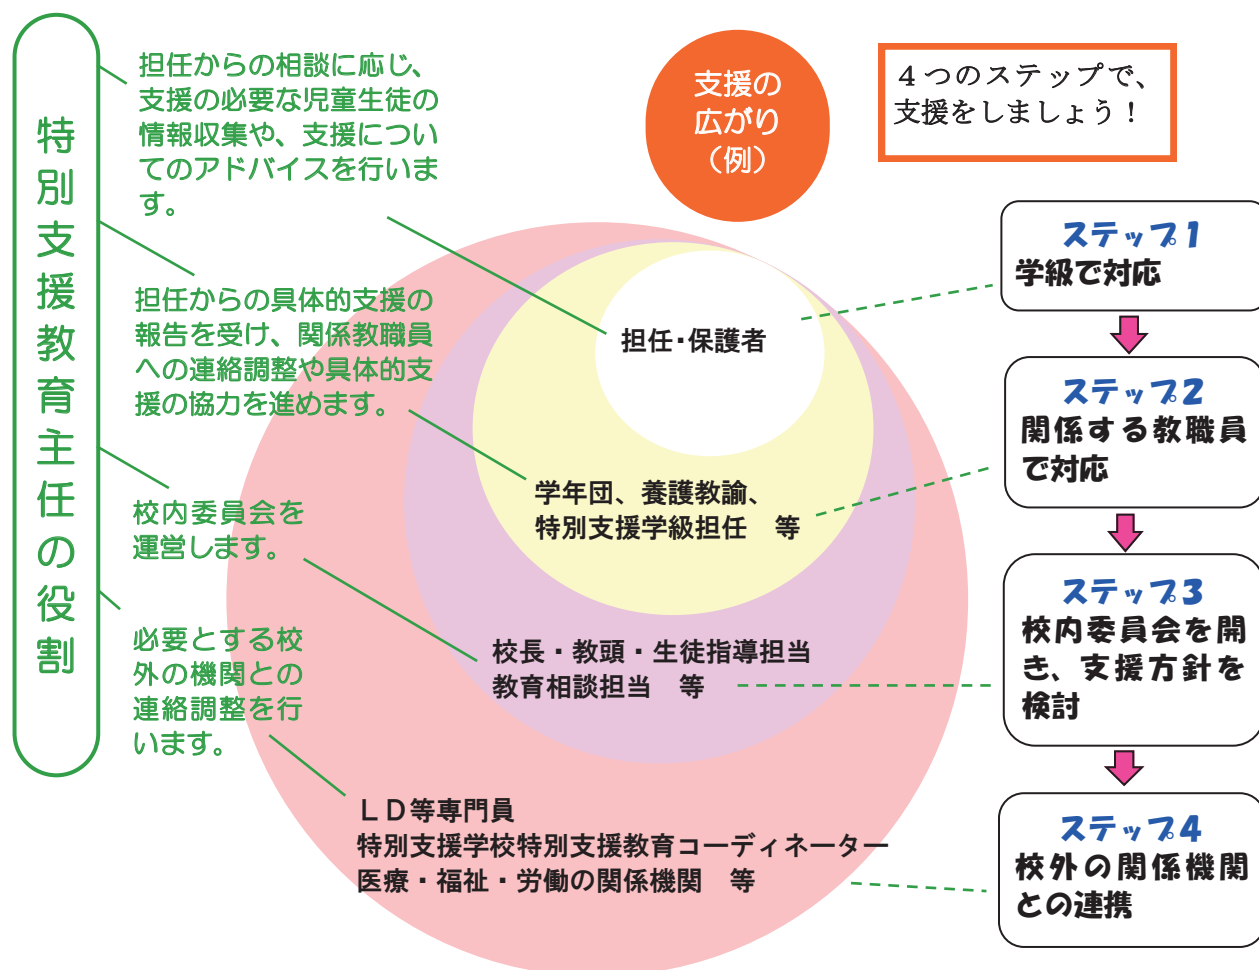 特別支援教育主任の役割
担任からの相談に応じ、
支援の必要な児童生徒の
情報収集や、支援につい
てのアドバイスを行いま
す。
担任からの具体的支援の
報告を受け、関係教職員
への連絡調整や具体的支
援の協力を進めます。
校内委員会を
運営します。
必要とする校
外の機関との
連絡調整を行
います。
支援の
広がり
（例）
４つのステップで、
支援をしましょう！
担任・保護者
学年団、養護教諭、
特別支援学級担任　等
校長・教頭・生徒指導担当
教育相談担当　等
ＬＤ等専門員
特別支援学校特別支援教育コーディネーター
医療・福祉・労働の関係機関　等
ステップ1
学級で対応
ステップ2
関係する教職員
で対応
ステップ3
校内委員会を開
き、支援方針を
検討
ステップ4
校外の関係機関
との連携